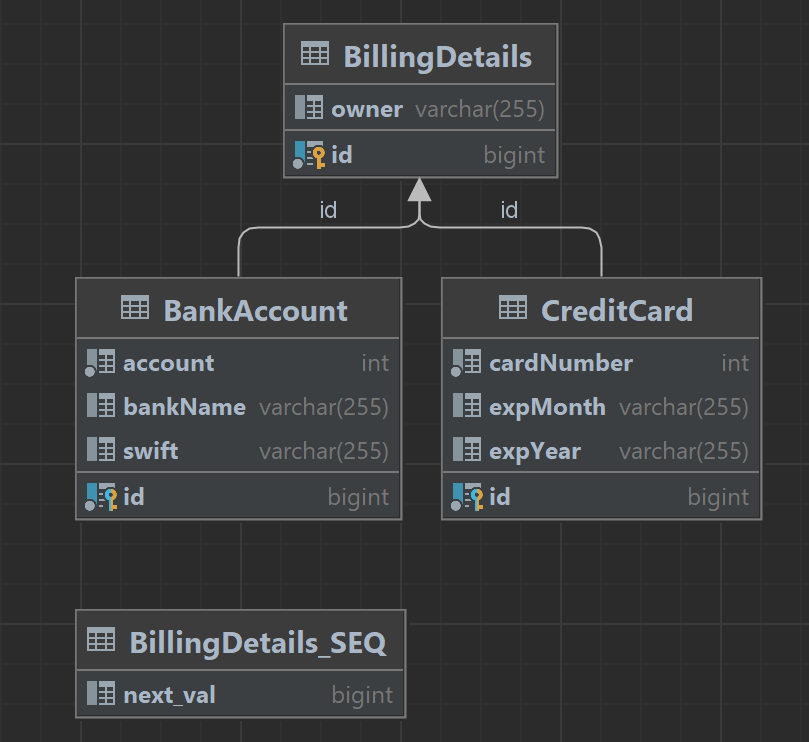 BillingDetails
owner varchar(255)
id bigint
id id
BankAccount
account int
bankName varchar(255)
swift varchar(255)
id bigint
CreditCard
cardNumber int
expMonth varchar(255)
expYear varchar(255)
id bigint
BillingDetails_SEQ
next_val bigint